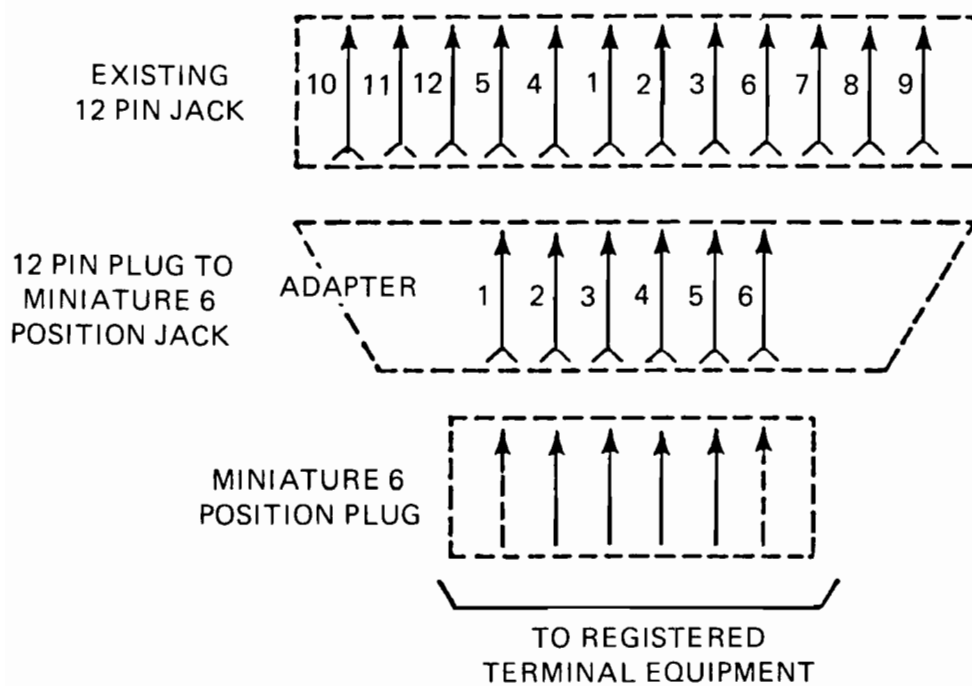 EXISTING
12 PIN JACK
10 11 12 5 4 1 2 3 6 7 8 9
12 PIN PLUG TO
MINIATURE 6
POSITION JACK
ADAPTER
1 2 3 4 5 6
MINIATURE 6
POSITION PLUG
TO REGISTERED
TERMINAL EQUIPMENT